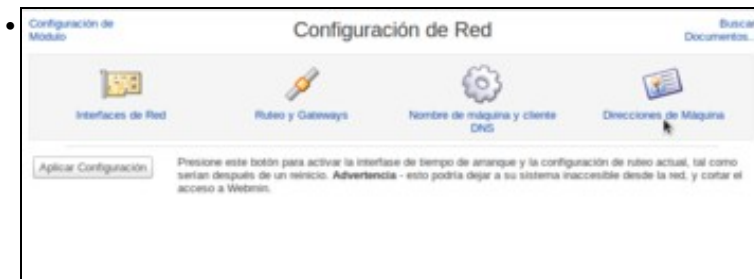 Configuración de
Módulo
Configuración de Red
Buscar
Documentos..
Interfaces de Red
Ruteo y Gateways
Nombre de máquina y cliente
DNS
Direcciones de Máquina
Aplicar Configuración
Presione este botón para activar la interfase de tiempo de arranque y la configuración de ruteo actual, tal como
serían después de un reinicio. Advertencia - esto podría dejar a su sistema inaccesible desde la red, y cortar el
acceso a Webmin.